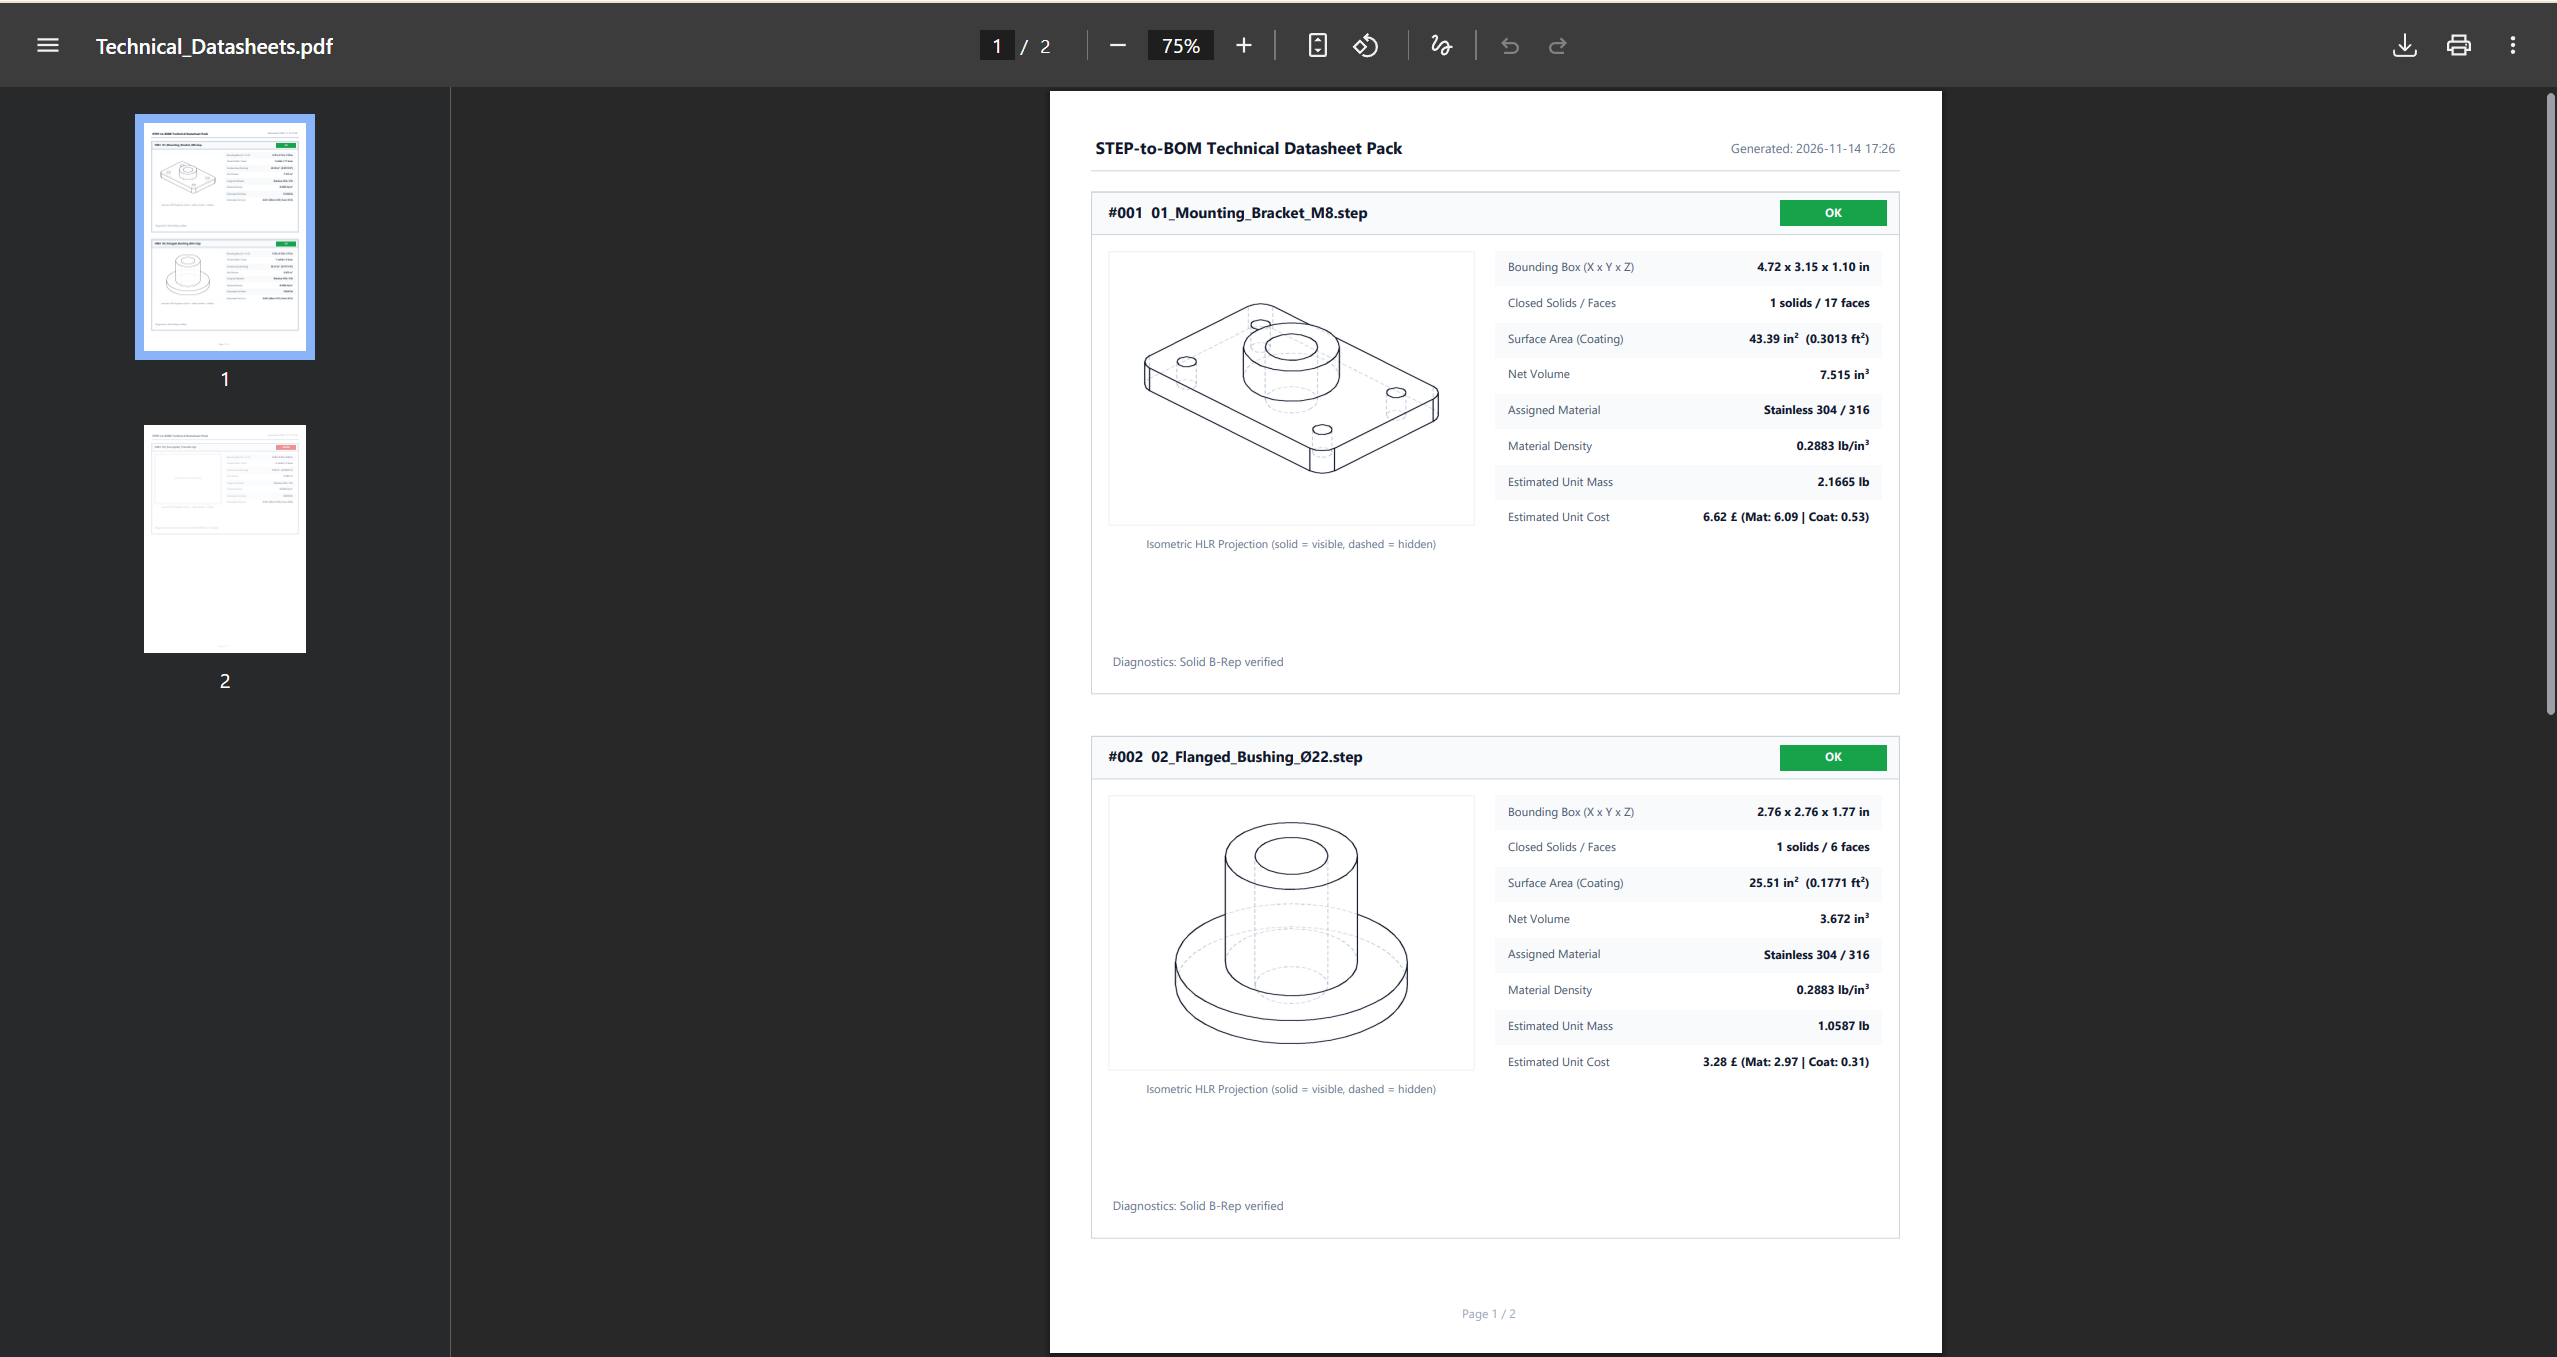 Technical_Datasheets.pdf
1 / 2
75%
1
2
STEP-to-BOM Technical Datasheet Pack
Generated: 2026-11-14 17:26
#001 01_Mounting_Bracket_M8.step
OK
Bounding Box (X x Y x Z) 4.72 x 3.15 x 1.10 in
Closed Solids / Faces 1 solids / 17 faces
Surface Area (Coating) 43.39 in² (0.3013 ft²)
Net Volume 7.515 in³
Assigned Material Stainless 304 / 316
Material Density 0.2883 lb/in³
Estimated Unit Mass 2.1665 lb
Estimated Unit Cost 6.62 £ (Mat: 6.09 | Coat: 0.53)
Isometric HLR Projection (solid = visible, dashed = hidden)
Diagnostics: Solid B-Rep verified
#002 02_Flanged_Bushing_Ø22.step
OK
Bounding Box (X x Y x Z) 2.76 x 2.76 x 1.77 in
Closed Solids / Faces 1 solids / 6 faces
Surface Area (Coating) 25.51 in² (0.1771 ft²)
Net Volume 3.672 in³
Assigned Material Stainless 304 / 316
Material Density 0.2883 lb/in³
Estimated Unit Mass 1.0587 lb
Estimated Unit Cost 3.28 £ (Mat: 2.97 | Coat: 0.31)
Isometric HLR Projection (solid = visible, dashed = hidden)
Diagnostics: Solid B-Rep verified
Page 1 / 2